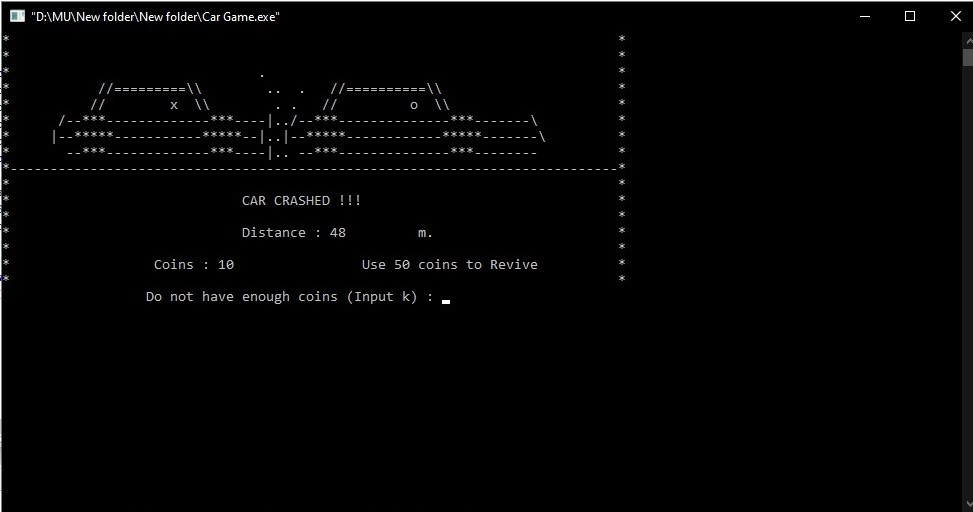 "D:\MU\New folder\New folder\Car Game.exe"
*                                                                            *
*                                                                            *
*                               .                                            *
*           //=========\\        ..  .   //==========\\                      *
*          //        x  \\        . .   //         o  \\                     *
*      /--***-------------***----|../--***--------------***-------\          *
*     |--*****-----------*****--|..|--*****------------*****-------\         *
*       --***-------------***----|.. --***--------------***--------          *
*----------------------------------------------------------------------------*
*                                                                            *
*                             CAR CRASHED !!!                                *
*                                                                            *
*                             Distance : 48         m.                       *
*                                                                            *
*                  Coins : 10                Use 50 coins to Revive          *
*                                                                            *
Do not have enough coins (Input k) :